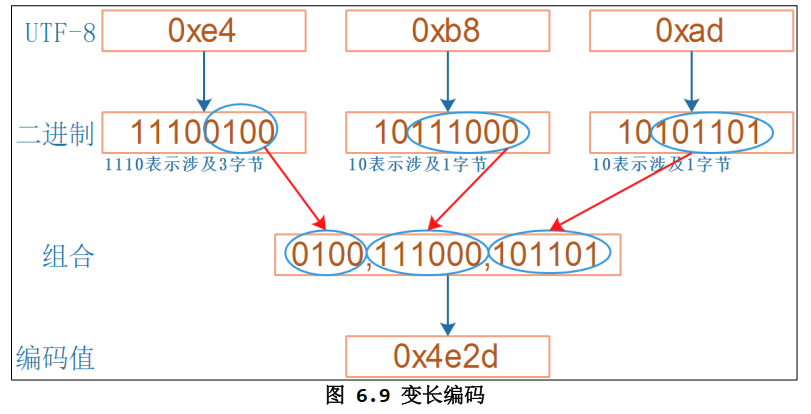 UTF-8 0xe4 0xb8 0xad
二进制 11100100 10111000 10101101
1110表示涉及3字节 10表示涉及1字节 10表示涉及1字节
组合 0100,111000,101101
编码值 0x4e2d
图 6.9 变长编码